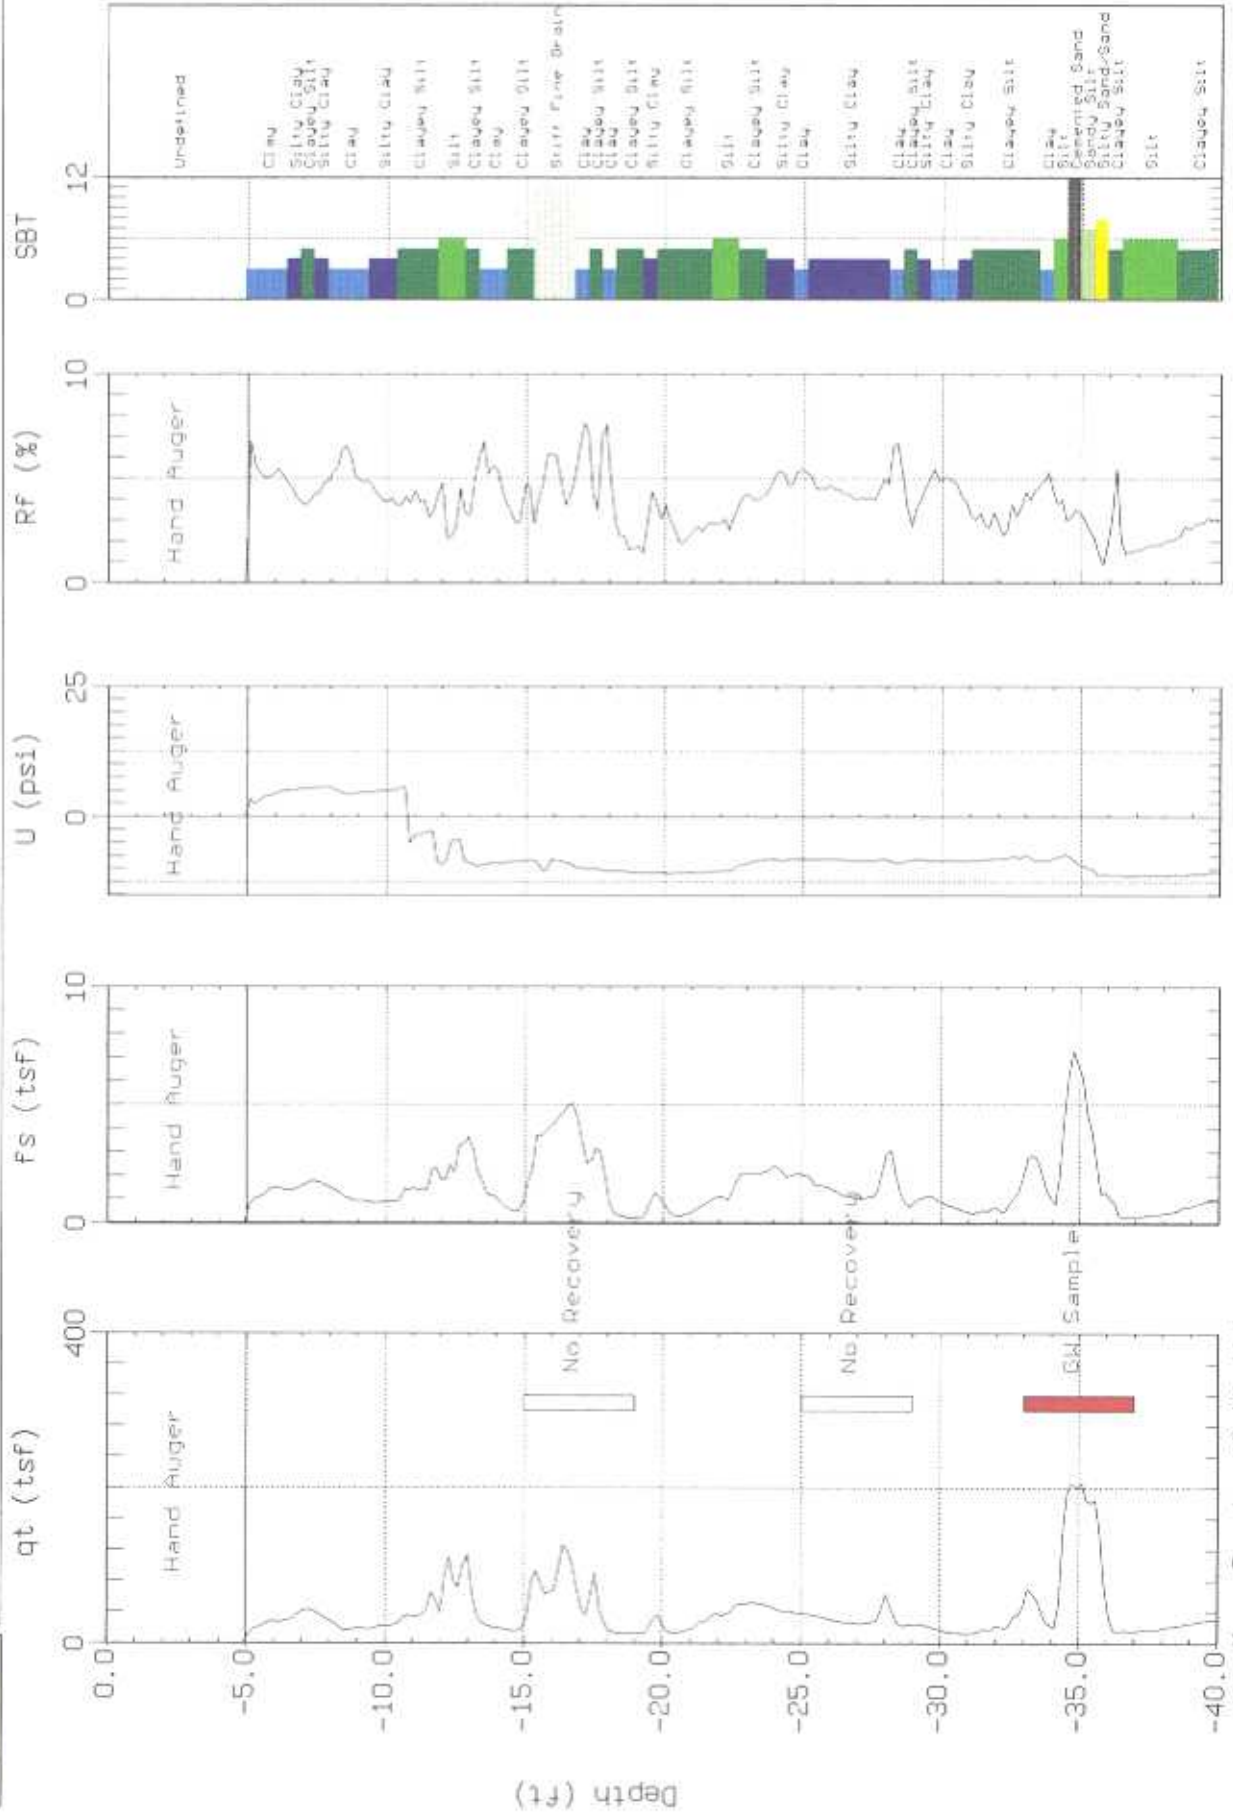 qt (tsf)
fs (tsf)
U (psi)
Rf (%)
SBT
0
400
0
10
0
25
0
10
0
12
Depth (ft)
0.0
-5.0
-10.0
-15.0
-20.0
-25.0
-30.0
-35.0
-40.0
Hand Auger
Hand Auger
Hand Auger
Hand Auger
Undefined
No Recovery
No Recovery
GW Sample
Clay
Silty Clay
Clayey Silt
Silty Clay
Clay
Silty Clay
Clayey Silt
Silt
Clayey Silt
Clay
Clayey Silt
Stiff Fine Grain
Clay
Clayey Silt
Clay
Clayey Silt
Silty Clay
Clayey Silt
Silt
Clayey Silt
Silty Clay
Clay
Silty Clay
Clay
Clayey Silt
Silty Clay
Clay
Silty Clay
Clayey Silt
Clay
Silt
Cemented Sand
Sandy Silt
Silty Sand/Sand
Clayey Silt
Silt
Clayey Silt